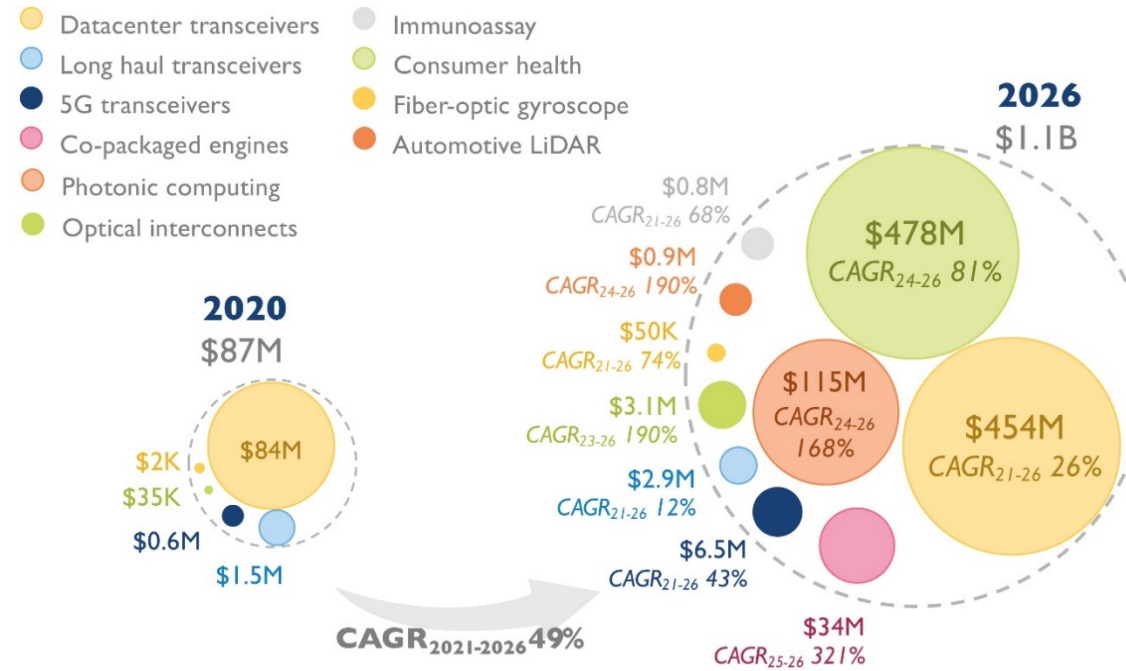 Datacenter transceivers
Long haul transceivers
5G transceivers
Co-packaged engines
Photonic computing
Optical interconnects
Immunoassay
Consumer health
Fiber-optic gyroscope
Automotive LiDAR
2020
$87M
$84M
$2K
$35K
$0.6M
$1.5M
CAGR2021-2026 49%
2026
$1.1B
$0.8M
CAGR21-26 68%
$0.9M
CAGR24-26 190%
$50K
CAGR21-26 74%
$3.1M
CAGR23-26 190%
$2.9M
CAGR21-26 12%
$6.5M
CAGR21-26 43%
$34M
CAGR25-26 321%
$478M
CAGR24-26 81%
$115M
CAGR24-26
168%
$454M
CAGR21-26 26%